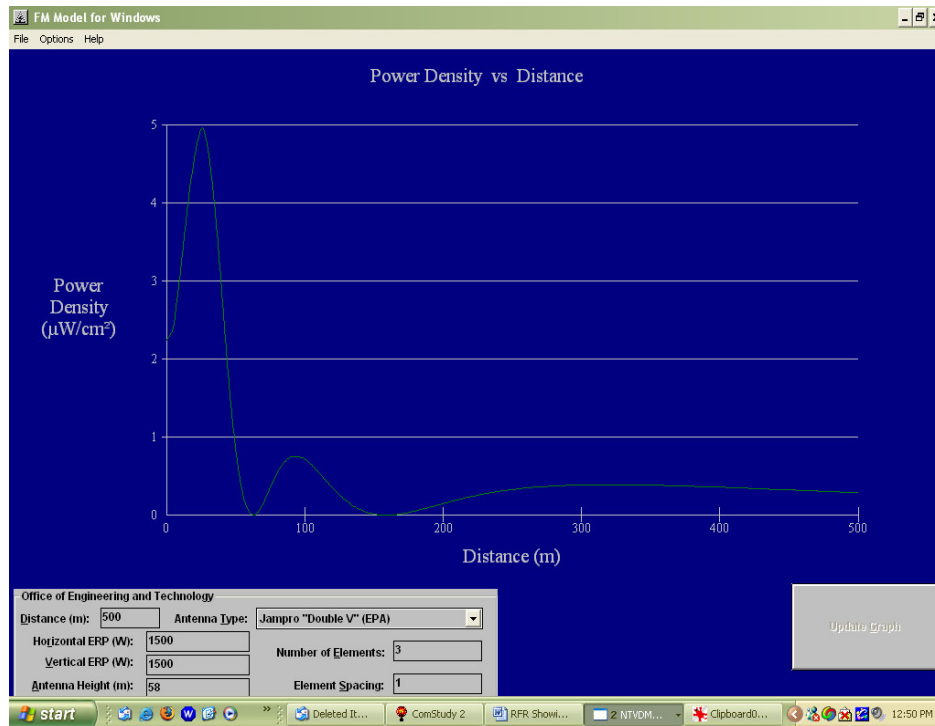 FM Model for Windows
File Options Help
Power Density vs Distance
5
4
3
2
1
0
Power
Density
(µW/cm²)
0 100 200 300 400 500
Distance (m)
Office of Engineering and Technology
Distance (m): 500 Antenna Type: Jampro "Double V" (EPA)
Horizontal ERP (W): 1500
Number of Elements: 3
Vertical ERP (W): 1500
Antenna Height (m): 58 Element Spacing: 1
Update Graph
start » Deleted It... ComStudy 2 RFR Showi... 2 NTVDM... Clipboard0... 12:50 PM